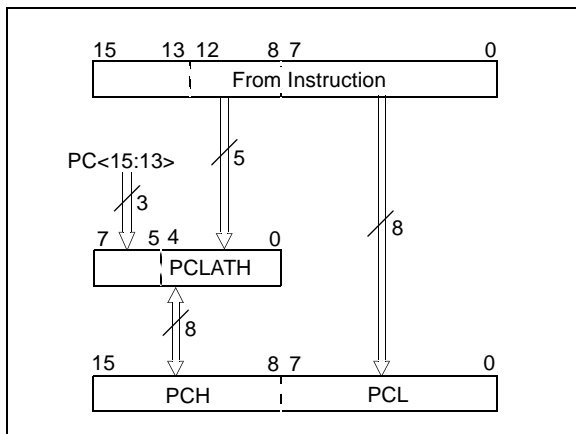 15 13 12 8 7 0
From Instruction
5
PC<15:13>
3
8
7 5 4 0
PCLATH
8
15 8 7 0
PCH PCL